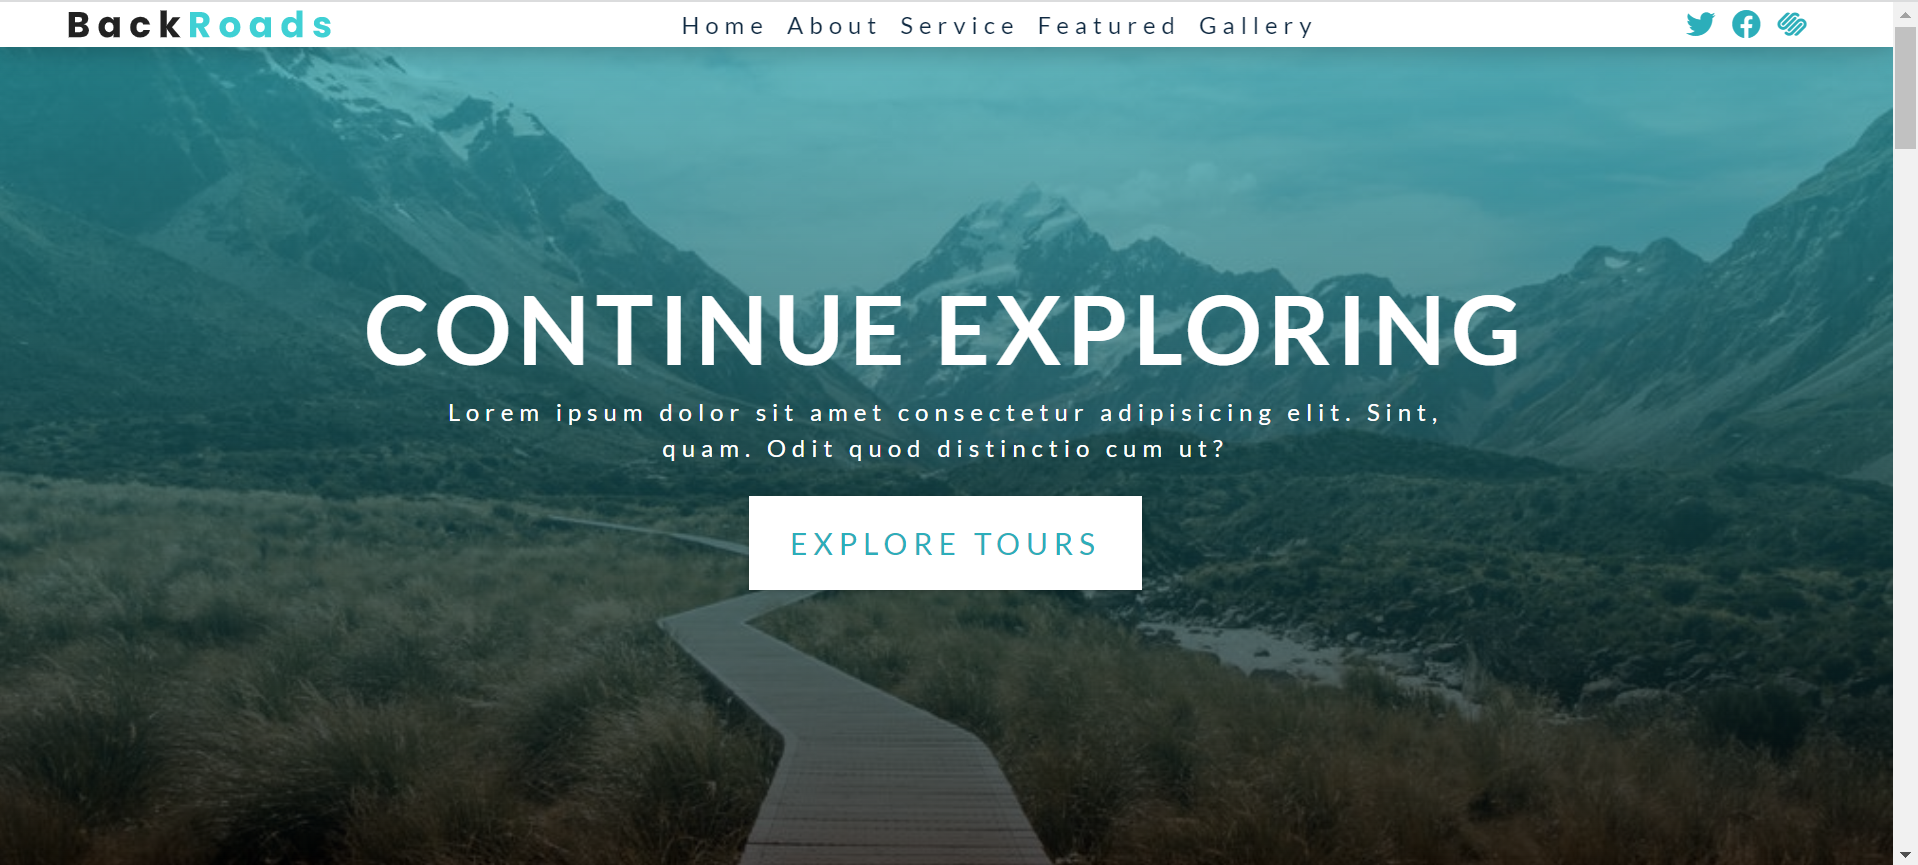 BackRoads
Home About Service Featured Gallery
CONTINUE EXPLORING
Lorem ipsum dolor sit amet consectetur adipisicing elit. Sint,
quam. Odit quod distinctio cum ut?
EXPLORE TOURS